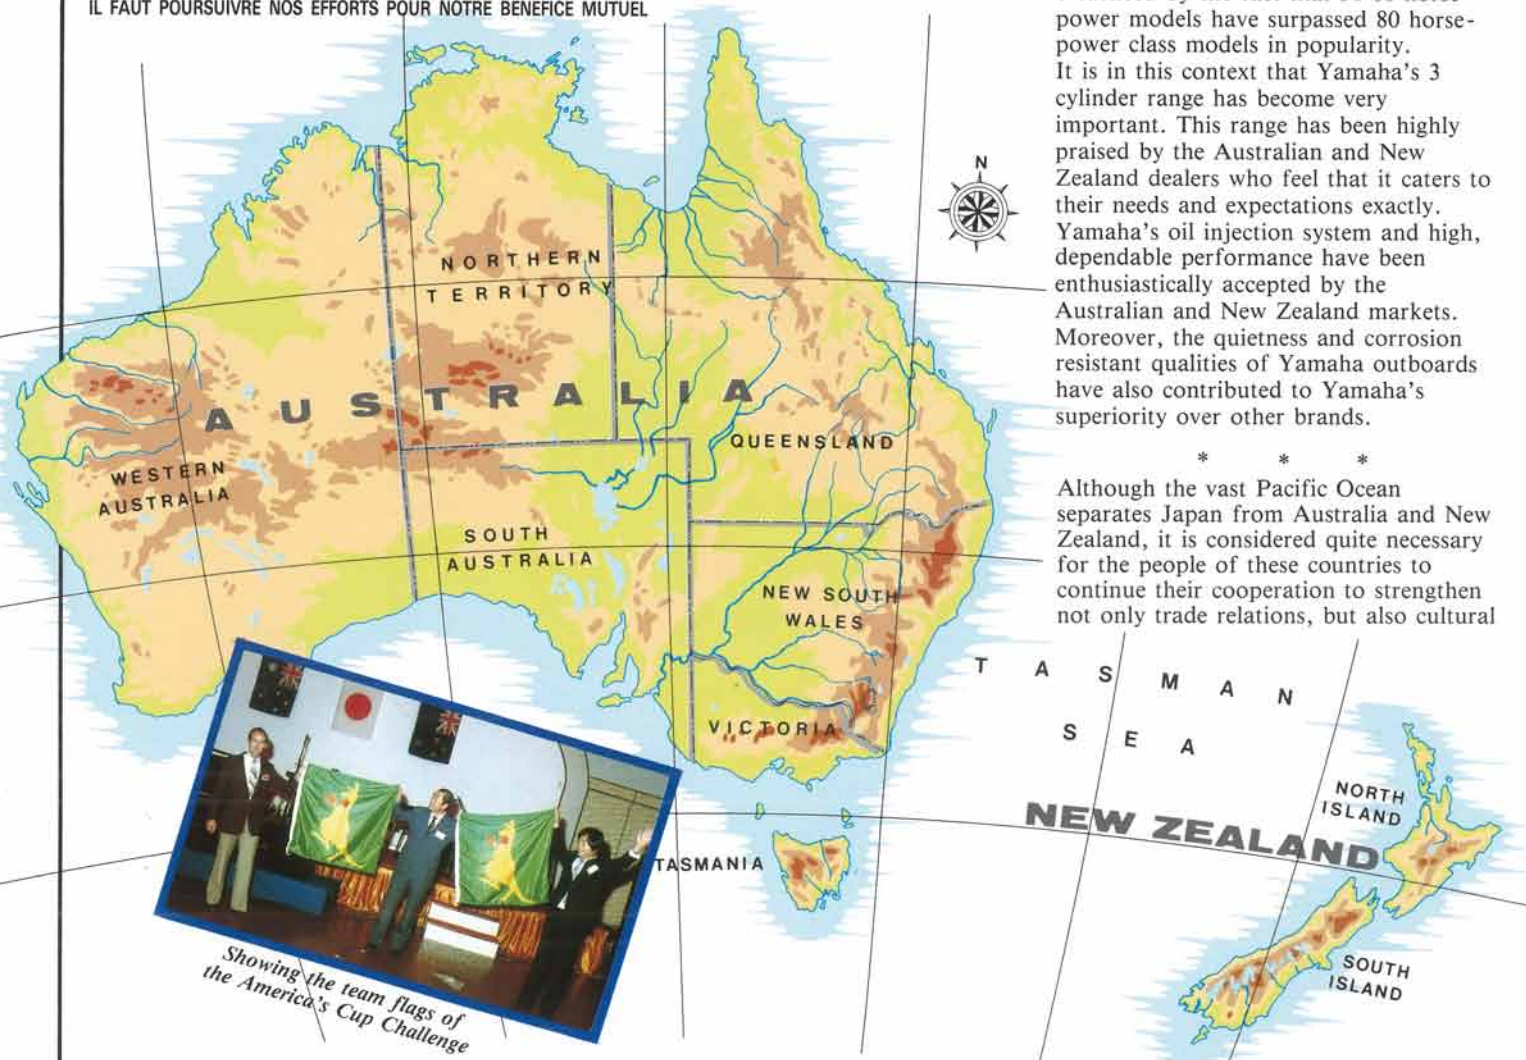 IL FAUT POURSUIVRE NOS EFFORTS POUR NOTRE BENEFICE MUTUEL
power models have surpassed 80 horse-
power class models in popularity.
It is in this context that Yamaha's 3
cylinder range has become very
important. This range has been highly
praised by the Australian and New
Zealand dealers who feel that it caters to
their needs and expectations exactly.
Yamaha's oil injection system and high,
dependable performance have been
enthusiastically accepted by the
Australian and New Zealand markets.
Moreover, the quietness and corrosion
resistant qualities of Yamaha outboards
have also contributed to Yamaha's
superiority over other brands.
* * *
Although the vast Pacific Ocean
separates Japan from Australia and New
Zealand, it is considered quite necessary
for the people of these countries to
continue their cooperation to strengthen
not only trade relations, but also cultural
N
NORTHERN
TERRITORY
AUSTRALIA
QUEENSLAND
WESTERN
AUSTRALIA
SOUTH
AUSTRALIA
NEW SOUTH
WALES
VICTORIA
TASMANIA
TASMAN
SEA
NEW ZEALAND
NORTH
ISLAND
SOUTH
ISLAND
Showing the team flags of
the America's Cup Challenge